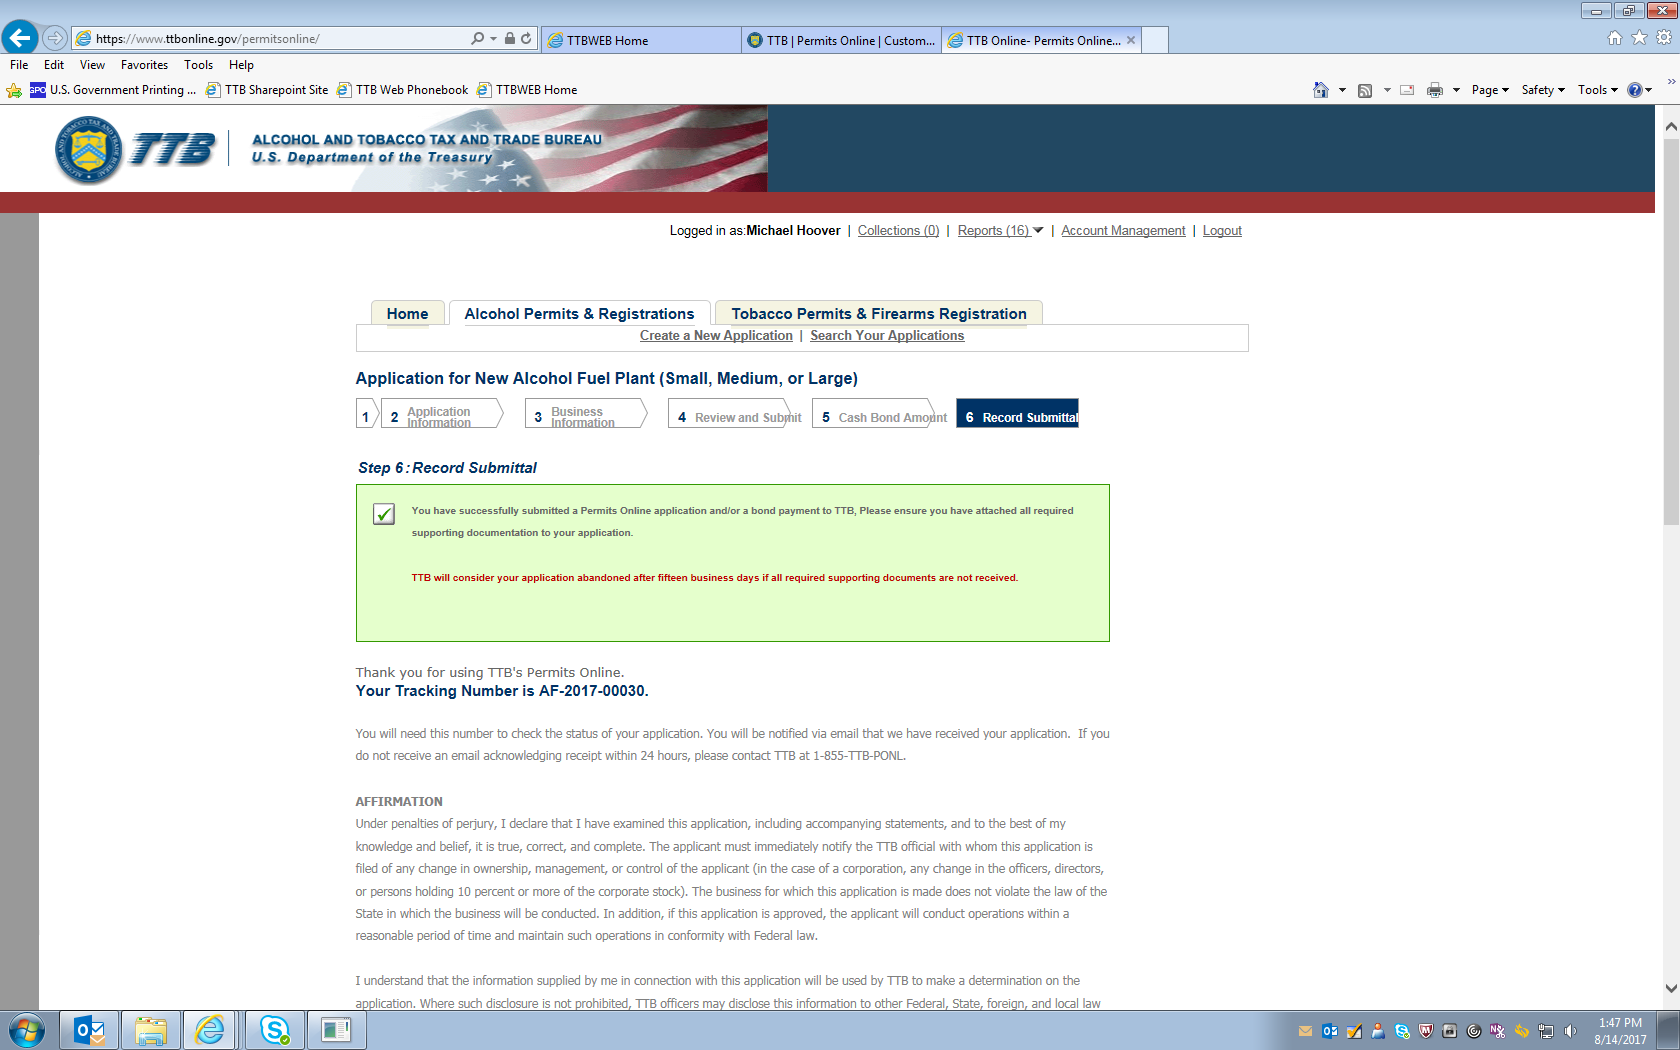 https://www.ttbonline.gov/permitsonline/
TTBWEB Home
TTB | Permits Online | Custom...
TTB Online- Permits Online...
File Edit View Favorites Tools Help
GPO U.S. Government Printing ... TTB Sharepoint Site TTB Web Phonebook TTBWEB Home
Page Safety Tools
TTB
ALCOHOL AND TOBACCO TAX AND TRADE BUREAU
U.S. Department of the Treasury
Logged in as:Michael Hoover | Collections (0) | Reports (16) | Account Management | Logout
Home Alcohol Permits & Registrations Tobacco Permits & Firearms Registration
Create a New Application | Search Your Applications
Application for New Alcohol Fuel Plant (Small, Medium, or Large)
1
2 Application Information
3 Business Information
4 Review and Submit
5 Cash Bond Amount
6 Record Submittal
Step 6:Record Submittal
You have successfully submitted a Permits Online application and/or a bond payment to TTB, Please ensure you have attached all required
supporting documentation to your application.
TTB will consider your application abandoned after fifteen business days if all required supporting documents are not received.
Thank you for using TTB's Permits Online.
Your Tracking Number is AF-2017-00030.
You will need this number to check the status of your application. You will be notified via email that we have received your application. If you
do not receive an email acknowledging receipt within 24 hours, please contact TTB at 1-855-TTB-PONL.
AFFIRMATION
Under penalties of perjury, I declare that I have examined this application, including accompanying statements, and to the best of my
knowledge and belief, it is true, correct, and complete. The applicant must immediately notify the TTB official with whom this application is
filed of any change in ownership, management, or control of the applicant (in the case of a corporation, any change in the officers, directors,
or persons holding 10 percent or more of the corporate stock). The business for which this application is made does not violate the law of the
State in which the business will be conducted. In addition, if this application is approved, the applicant will conduct operations within a
reasonable period of time and maintain such operations in conformity with Federal law.
I understand that the information supplied by me in connection with this application will be used by TTB to make a determination on the
application. Where such disclosure is not prohibited, TTB officers may disclose this information to other Federal, State, foreign, and local law
1:47 PM
8/14/2017